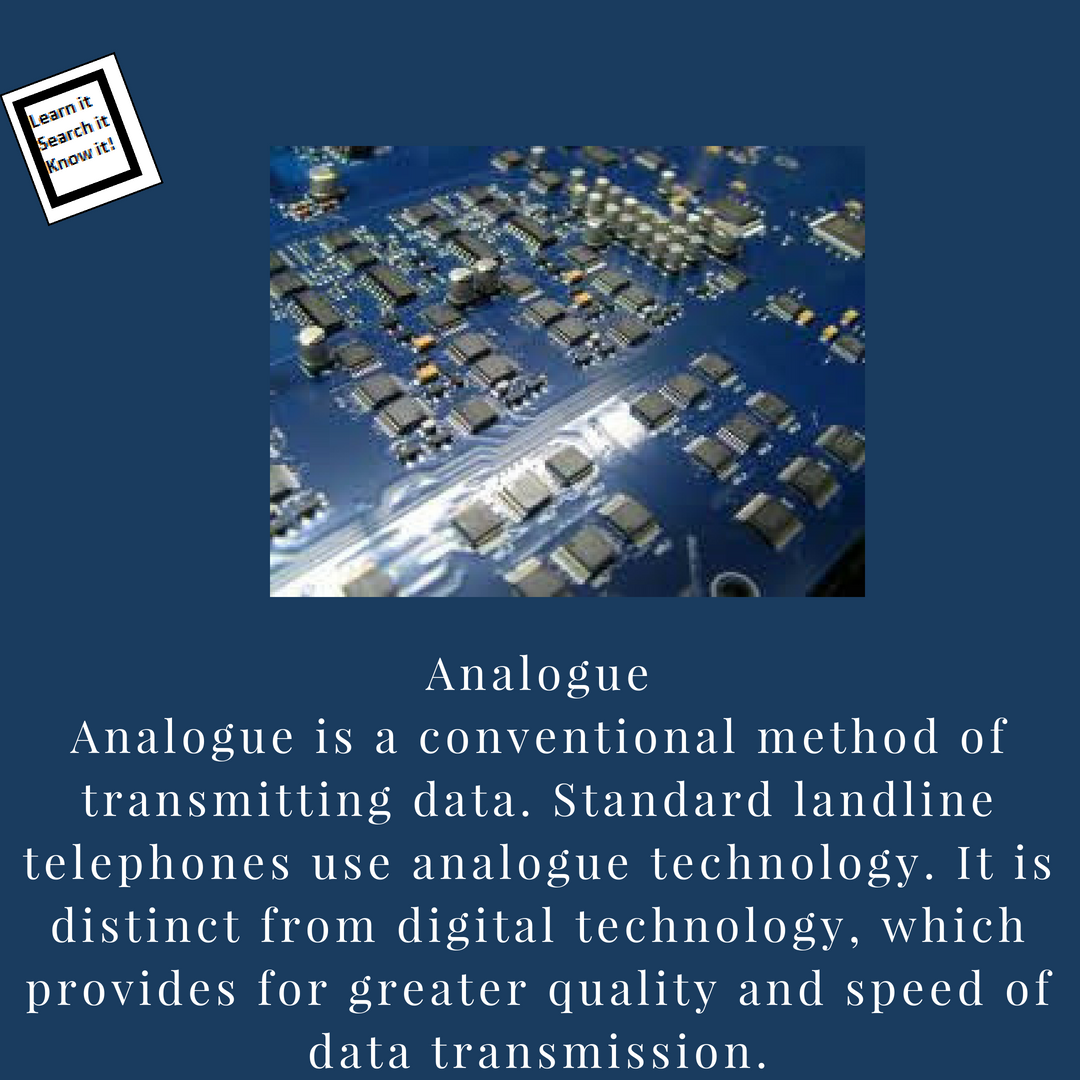 Learn it
Search it
Know it!
Analogue
Analogue is a conventional method of
transmitting data. Standard landline
telephones use analogue technology. It is
distinct from digital technology, which
provides for greater quality and speed of
data transmission.